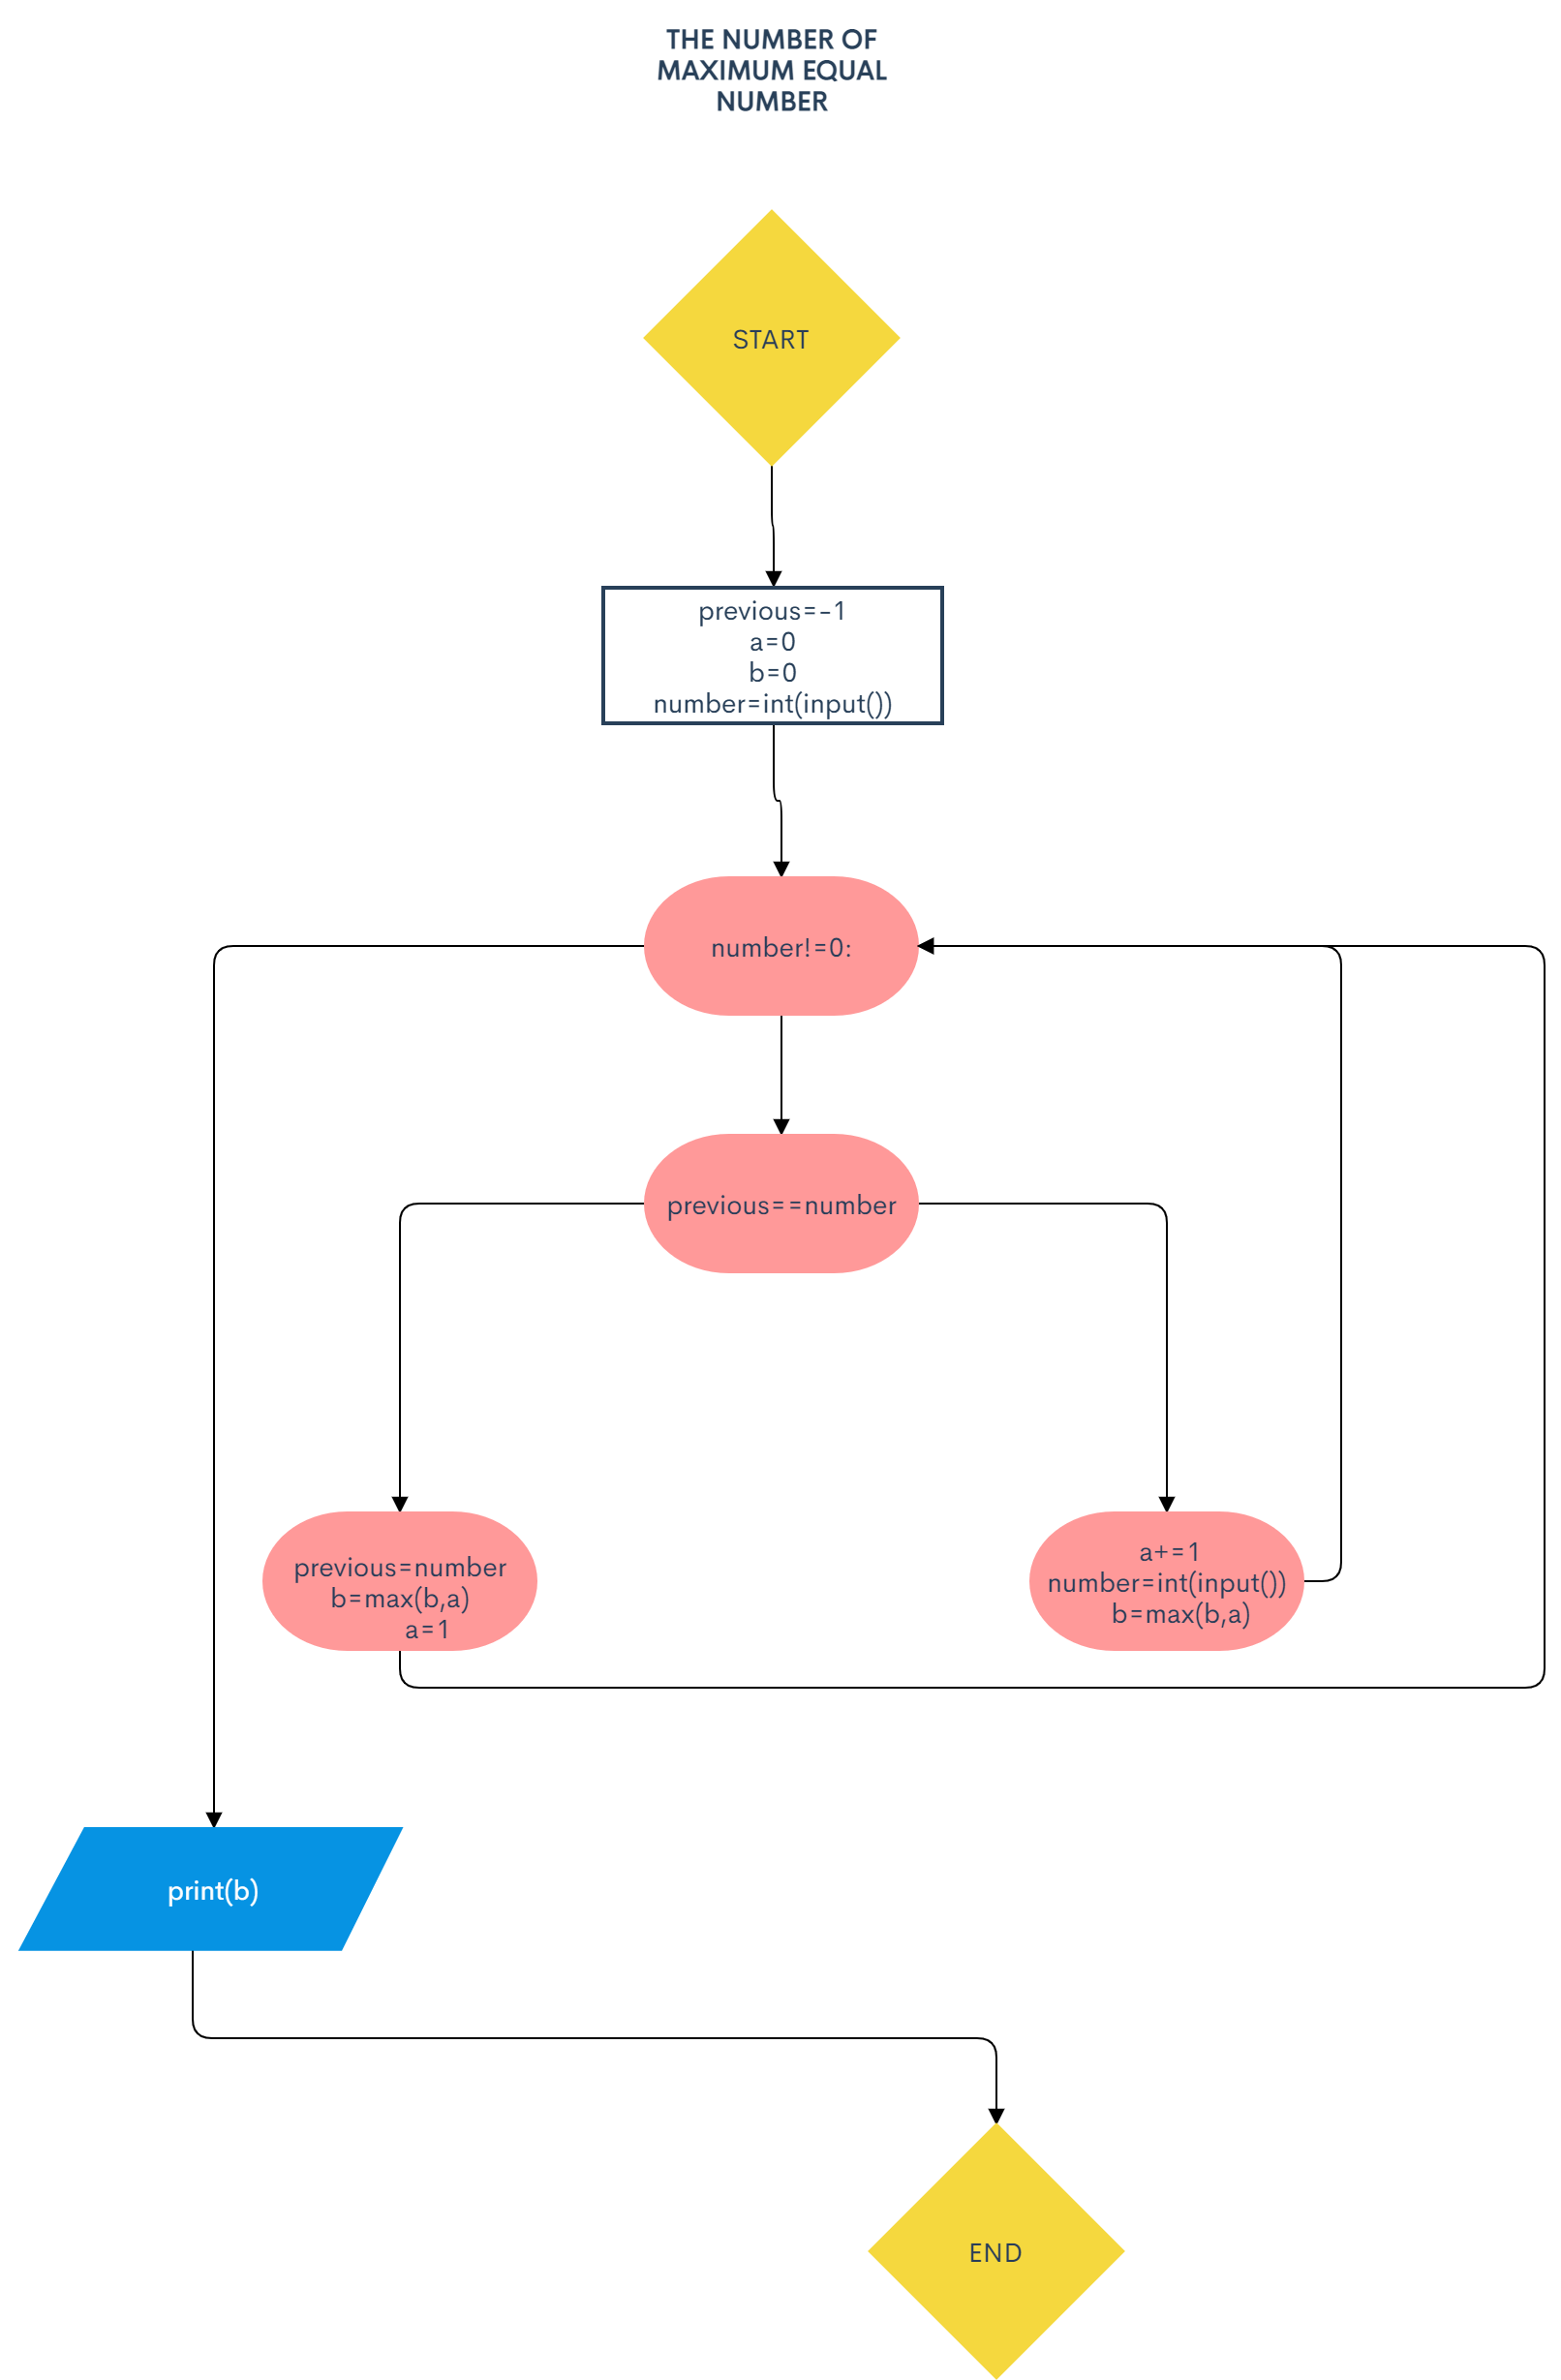 THE NUMBER OF
MAXIMUM EQUAL
NUMBER
START
previous=-1
a=0
b=0
number=int(input())
number!=0:
previous==number
previous=number
b=max(b,a)
a=1
a+=1
number=int(input())
b=max(b,a)
print(b)
END